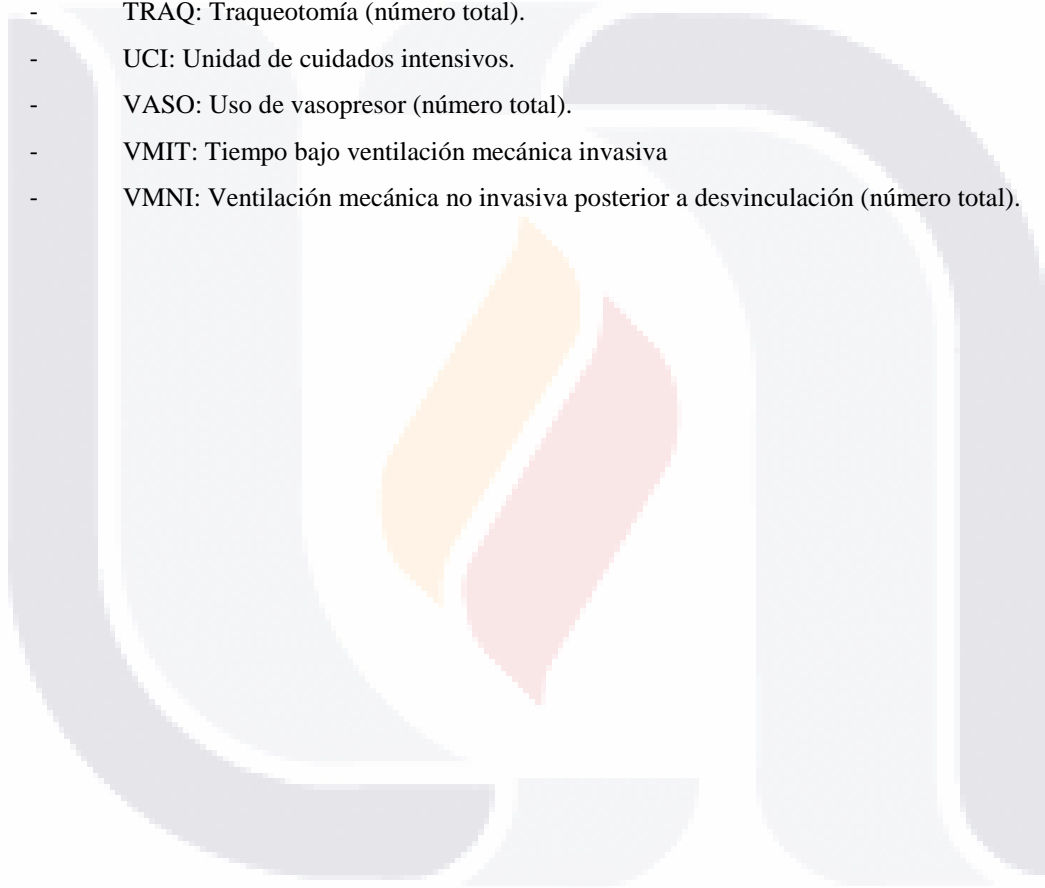 - TRAQ: Traqueotomía (número total).
- UCI: Unidad de cuidados intensivos.
- VASO: Uso de vasopresor (número total).
- VMIT: Tiempo bajo ventilación mecánica invasiva
- VMNI: Ventilación mecánica no invasiva posterior a desvinculación (número total).